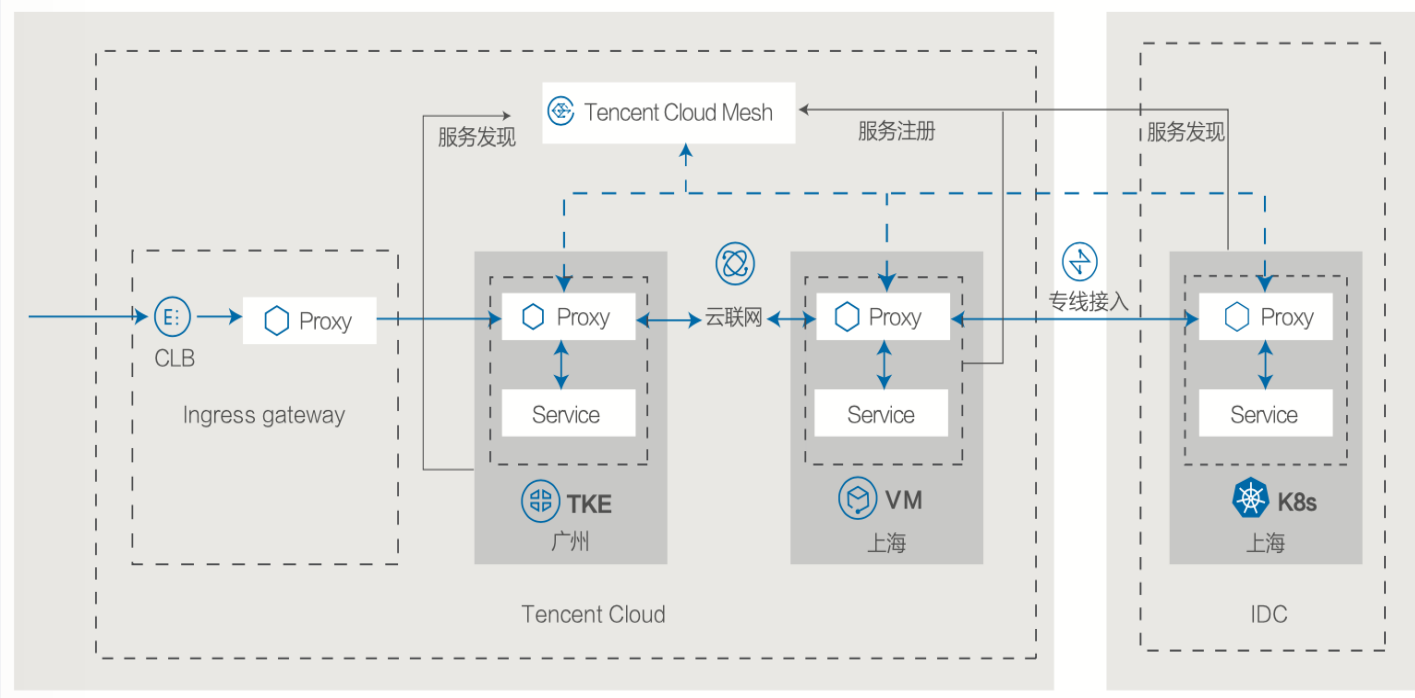 Tencent Cloud Mesh
服务发现
服务注册
服务发现
专线接入
CLB
Proxy
Ingress gateway
Proxy
云联网
Proxy
Proxy
Service
Service
Service
TKE
广州
VM
上海
K8s
上海
Tencent Cloud
IDC